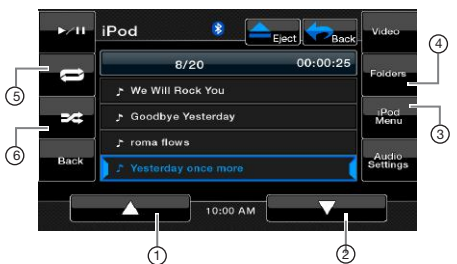 iPod Eject Back Video
8/20 00:00:25
Folders
♪ We Will Rock You
♪ Goodbye Yesterday
iPod Menu
♪ roma flows
Back
♪ Yesterday once more
Audio Settings
10:00 AM
4
5
3
6
1
2